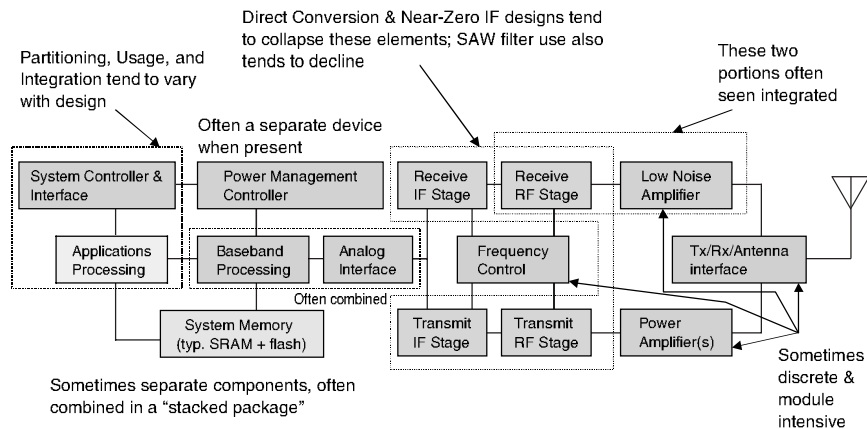 Direct Conversion & Near-Zero IF designs tend
to collapse these elements; SAW filter use also
tends to decline
Partitioning, Usage, and
Integration tend to vary
with design
These two
portions often
seen integrated
Often a separate device
when present
System Controller &
Interface
Power Management
Controller
Receive
IF Stage
Receive
RF Stage
Low Noise
Amplifier
Applications
Processing
Baseband
Processing
Analog
Interface
Frequency
Control
Tx/Rx/Antenna
interface
Often combined
System Memory
(typ. SRAM + flash)
Transmit
IF Stage
Transmit
RF Stage
Power
Amplifier(s)
Sometimes separate components, often
combined in a “stacked package”
Sometimes
discrete &
module
intensive